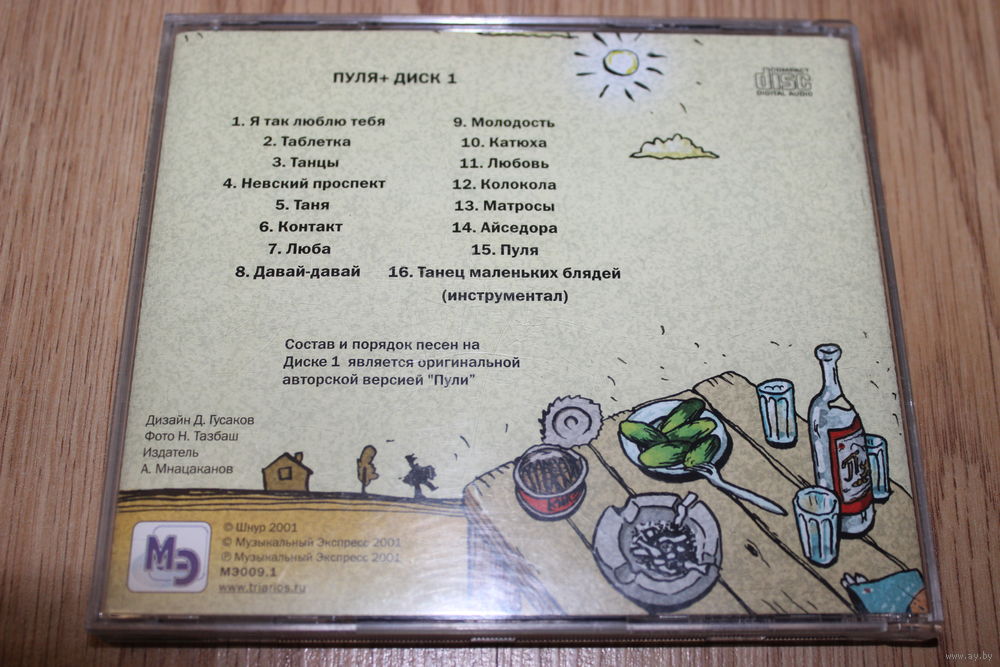 ПУЛЯ+ ДИСК 1
COMPACT
disc
DIGITAL AUDIO
1. Я так люблю тебя
2. Таблетка
3. Танцы
4. Невский проспект
5. Таня
6. Контакт
7. Люба
8. Давай-давай
9. Молодость
10. Катюха
11. Любовь
12. Колокола
13. Матросы
14. Айседора
15. Пуля
16. Танец маленьких блядей
(инструментал)
Состав и порядок песен на
Диске 1 является оригинальной
авторской версией "Пули"
Дизайн Д. Гусаков
Фото Н. Тазбаш
Издатель
А. Мнацаканов
МЭ
© Шнур 2001
© Музыкальный Экспресс 2001
℗ Музыкальный Экспресс 2001
МЭ009.1
www.triarios.ru
www.ay.by